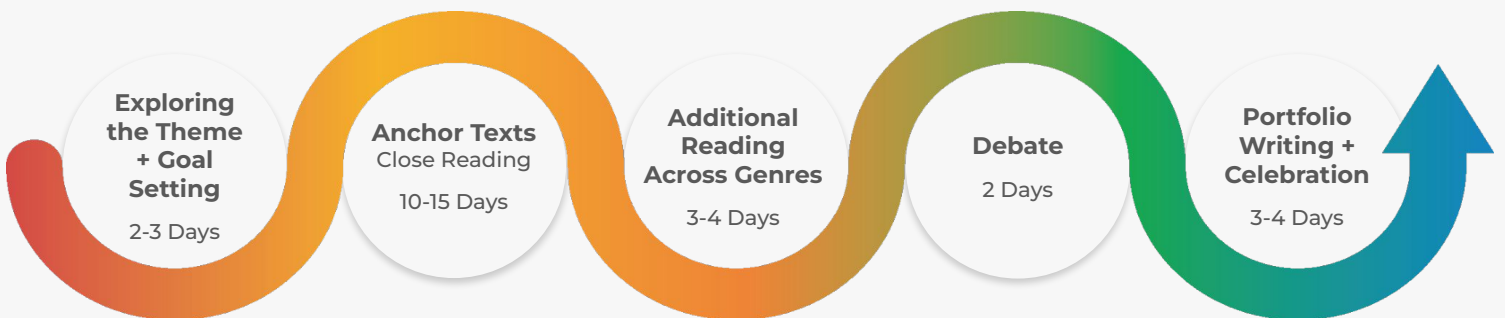 Exploring
the Theme
+ Goal
Setting
2-3 Days
Anchor Texts
Close Reading
10-15 Days
Additional
Reading
Across Genres
3-4 Days
Debate
2 Days
Portfolio
Writing +
Celebration
3-4 Days